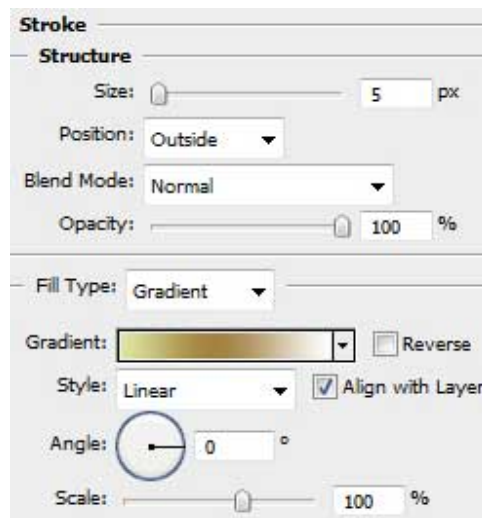 Stroke
Structure
Size: 5 px
Position: Outside
Blend Mode: Normal
Opacity: 100 %
Fill Type: Gradient
Gradient: Reverse
Style: Linear Align with Layer
Angle: 0 °
Scale: 100 %